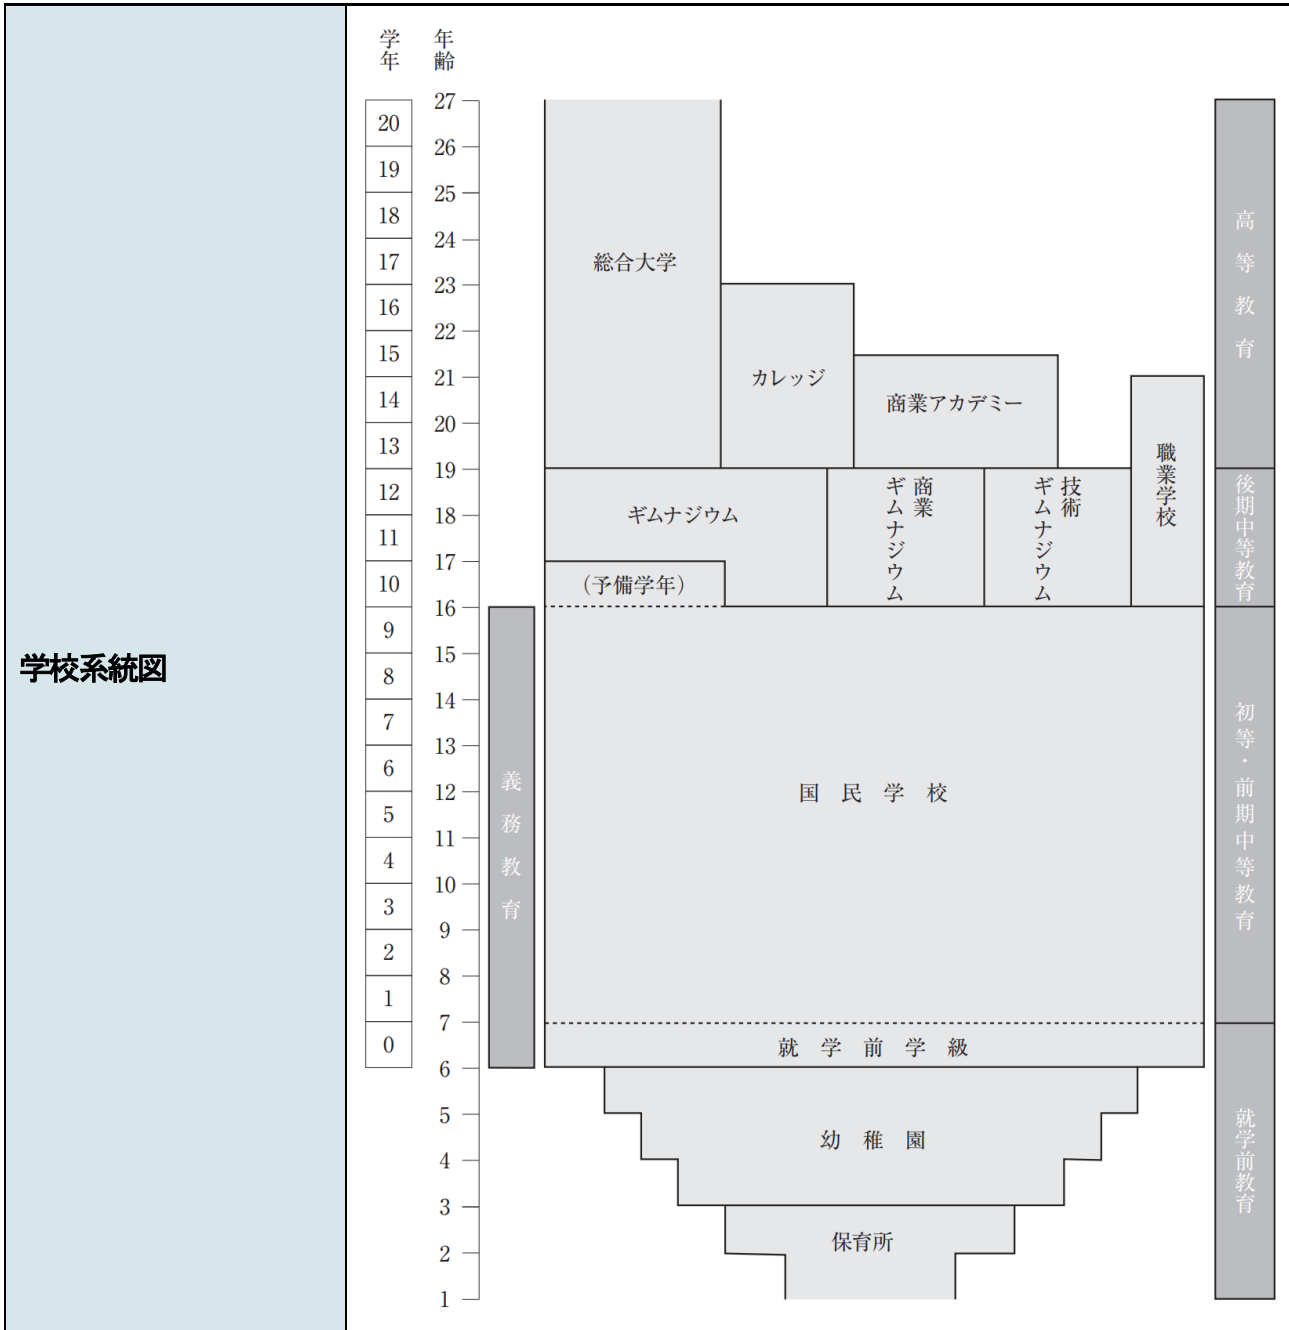 学校系統図
学年
年齢
27
20
26
19
25
18
24
17
23
16
22
15
21
14
20
13
19
12
18
11
17
10
16
9
15
8
14
7
13
6
12
5
11
4
10
3
9
2
8
1
7
0
6
5
4
3
2
1
義務教育
総合大学
カレッジ
商業アカデミー
職業学校
ギムナジウム
(予備学年)
商業
ギムナジウム
技術
ギムナジウム
国民学校
就学前学級
幼稚園
保育所
高等教育
後期中等教育
初等・前期中等教育
就学前教育